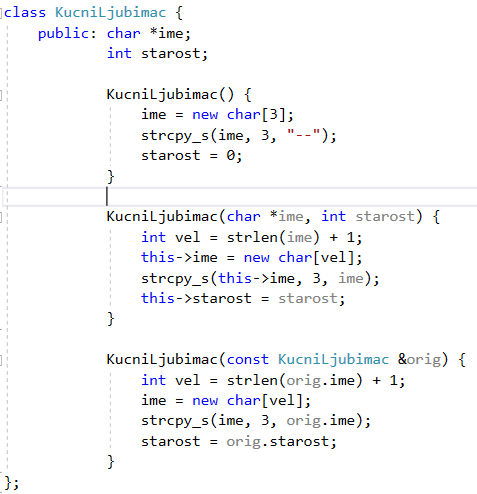 class KucniLjubimac {
public: char *ime;
int starost;
KucniLjubimac() {
ime = new char[3];
strcpy_s(ime, 3, "--");
starost = 0;
}
KucniLjubimac(char *ime, int starost) {
int vel = strlen(ime) + 1;
this->ime = new char[vel];
strcpy_s(this->ime, 3, ime);
this->starost = starost;
}
KucniLjubimac(const KucniLjubimac &orig) {
int vel = strlen(orig.ime) + 1;
ime = new char[vel];
strcpy_s(ime, 3, orig.ime);
starost = orig.starost;
}
};